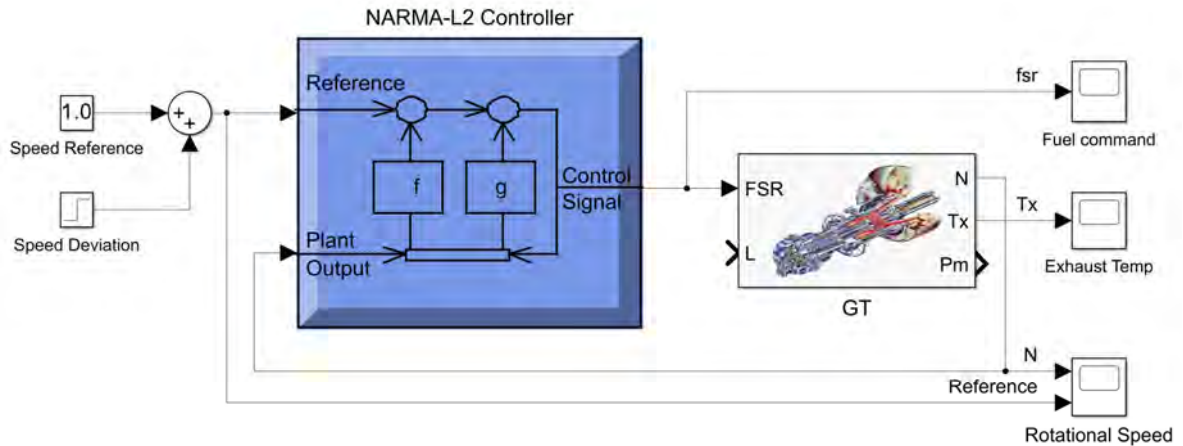 NARMA-L2 Controller
Reference
1.0
+
+
Speed Reference
Speed Deviation
f
g
Control
Signal
Plant
Output
fsr
Fuel command
FSR
L
N
Tx
Pm
GT
Tx
Exhaust Temp
N
Reference
Rotational Speed